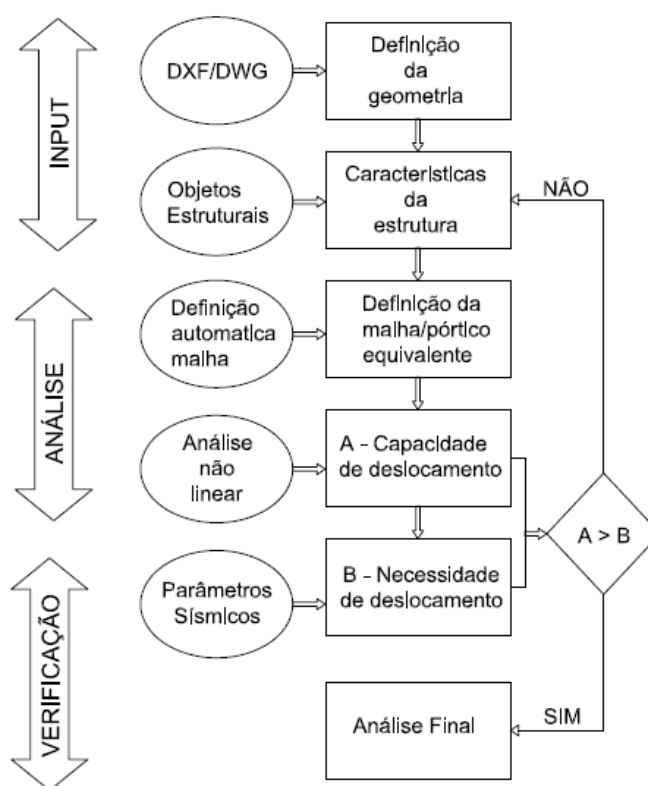 INPUT
DXF/DWG
Definição
da
geometria
Objetos
Estruturais
Características
da
estrutura
NÃO
ANÁLISE
Definição
automatica
malha
Definição da
malha/pórtico
equivalente
Análise
não
linear
A - Capacidade
de deslocamento
A > B
VERIFICAÇÃO
Parâmetros
Sísmicos
B - Necessidade
de deslocamento
Análise Final
SIM